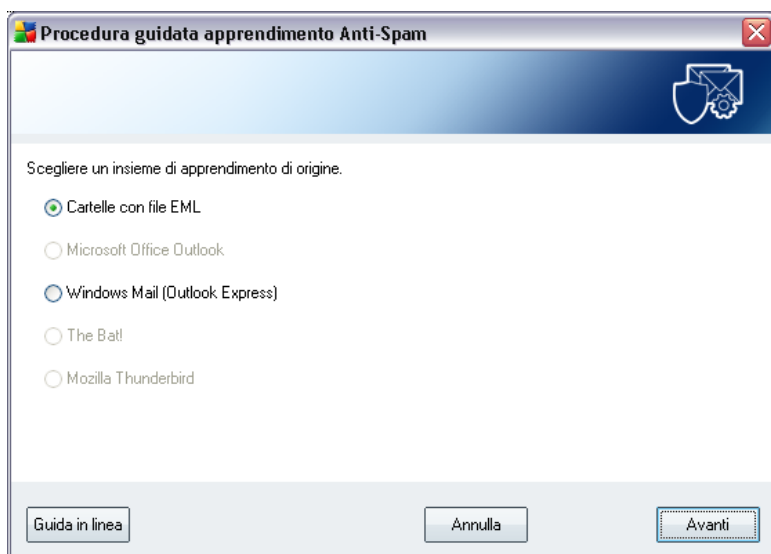 Procedura guidata apprendimento Anti-Spam
Scegliere un insieme di apprendimento di origine.
Cartelle con file EML
Microsoft Office Outlook
Windows Mail (Outlook Express)
The Bat!
Mozilla Thunderbird
Guida in linea
Annulla
Avanti